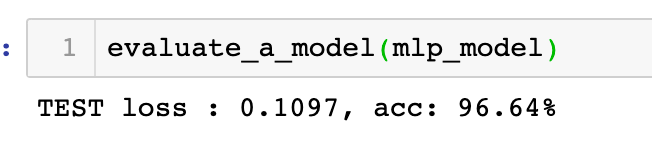 : 1 evaluate_a_model(mlp_model)
TEST loss : 0.1097, acc: 96.64%